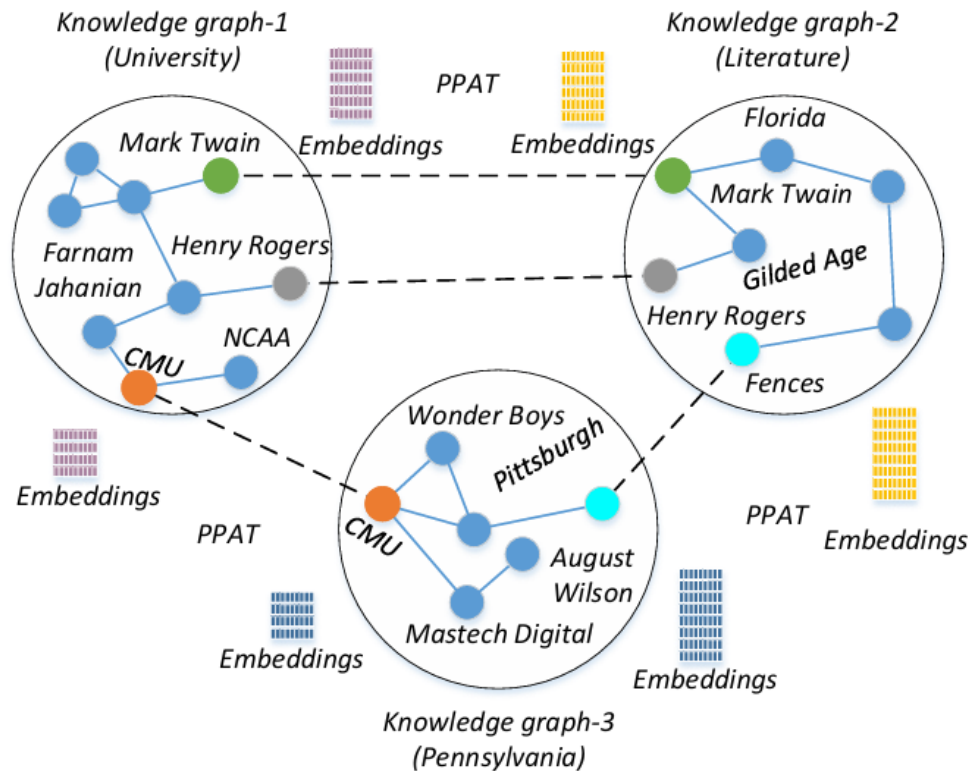 Knowledge graph-1
(University)
Knowledge graph-2
(Literature)
PPAT
Embeddings
Embeddings
Mark Twain
Farnam
Jahanian
Henry Rogers
NCAA
CMU
Florida
Mark Twain
Gilded Age
Henry Rogers
Fences
Embeddings
PPAT
Embeddings
Wonder Boys
Pittsburgh
CMU
August
Wilson
Mastech Digital
PPAT
Embeddings
Embeddings
Knowledge graph-3
(Pennsylvania)